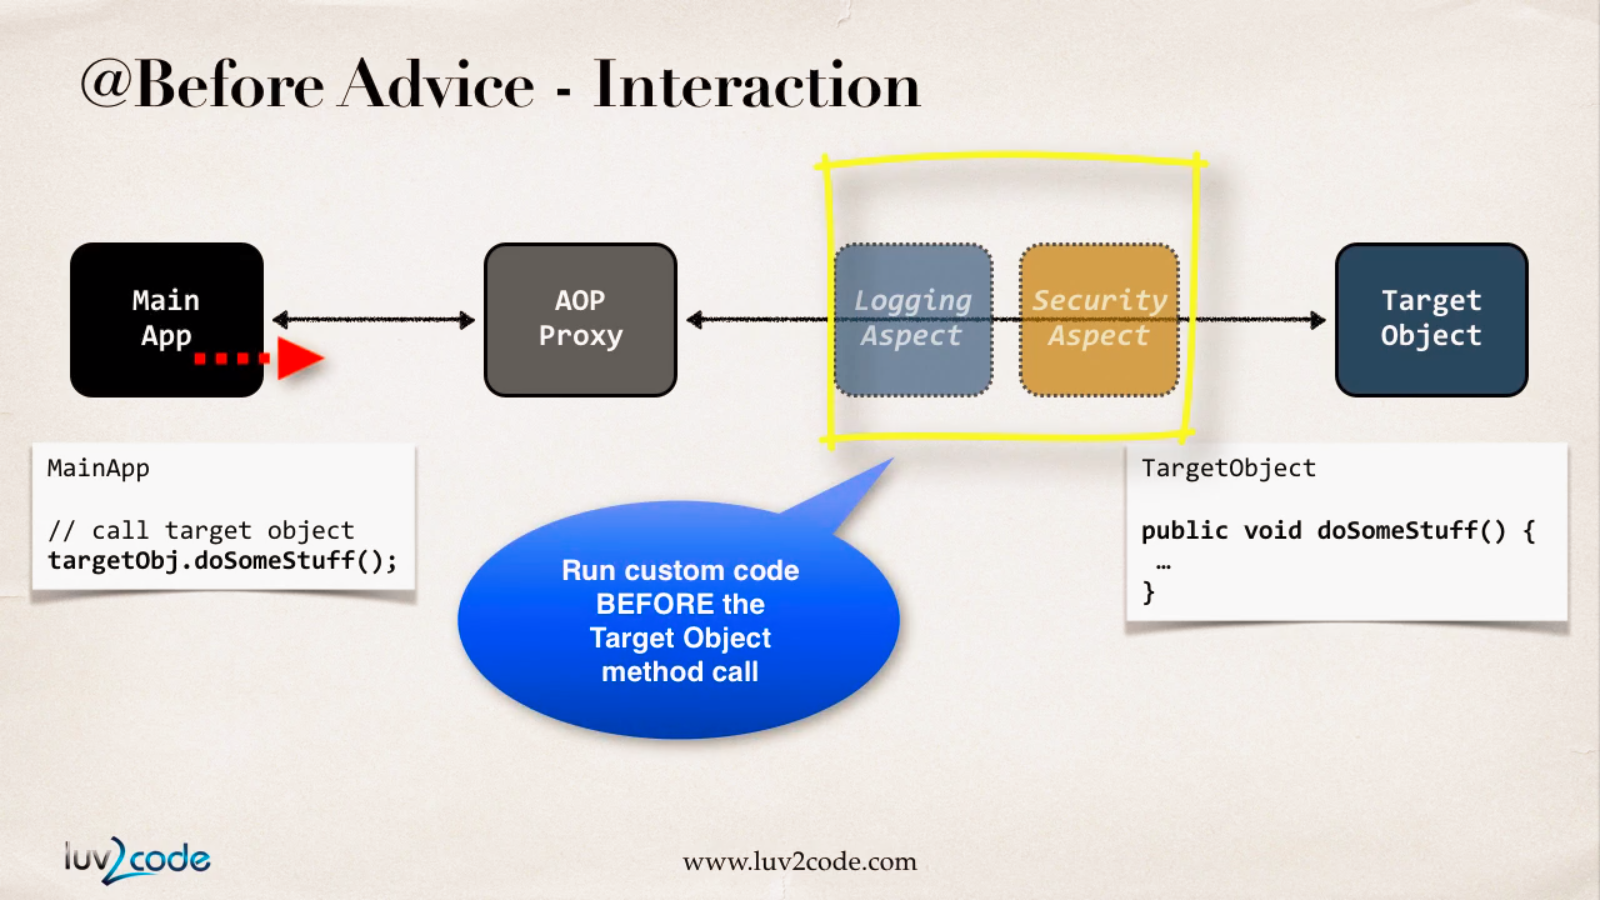 @Before Advice - Interaction
Main
App
AOP
Proxy
Logging
Aspect
Security
Aspect
Target
Object
MainApp
// call target object
targetObj.doSomeStuff();
Run custom code
BEFORE the
Target Object
method call
TargetObject
public void doSomeStuff() {
…
}
luv2code
www.luv2code.com